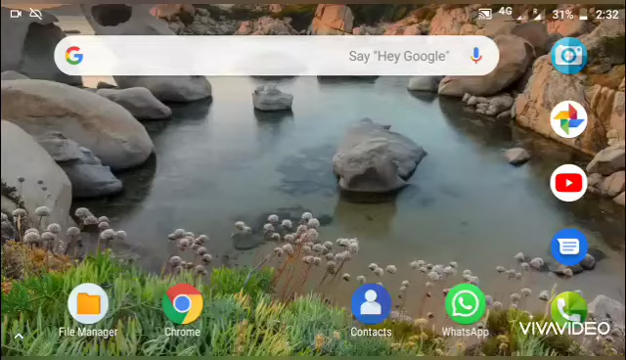 4G
R
31%
2:32
G
Say "Hey Google"
File Manager
Chrome
Contacts
WhatsApp
VIVAVIDEO